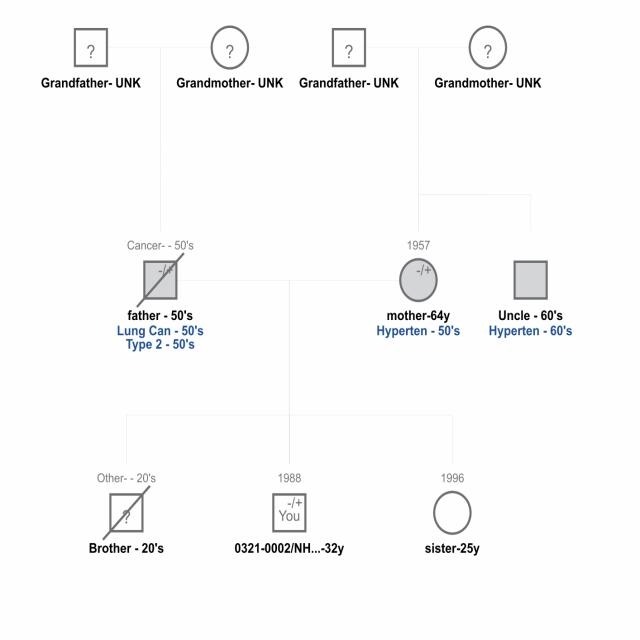 ? ? ? ?
Grandfather- UNK Grandmother- UNK Grandfather- UNK Grandmother- UNK
Cancer- - 50's 1957
-/+ -/+
father - 50's mother-64y Uncle - 60's
Lung Can - 50's Hyperten - 50's Hyperten - 60's
Type 2 - 50's
Other- - 20's 1988 1996
-/+
? You
Brother - 20's 0321-0002/NH...-32y sister-25y